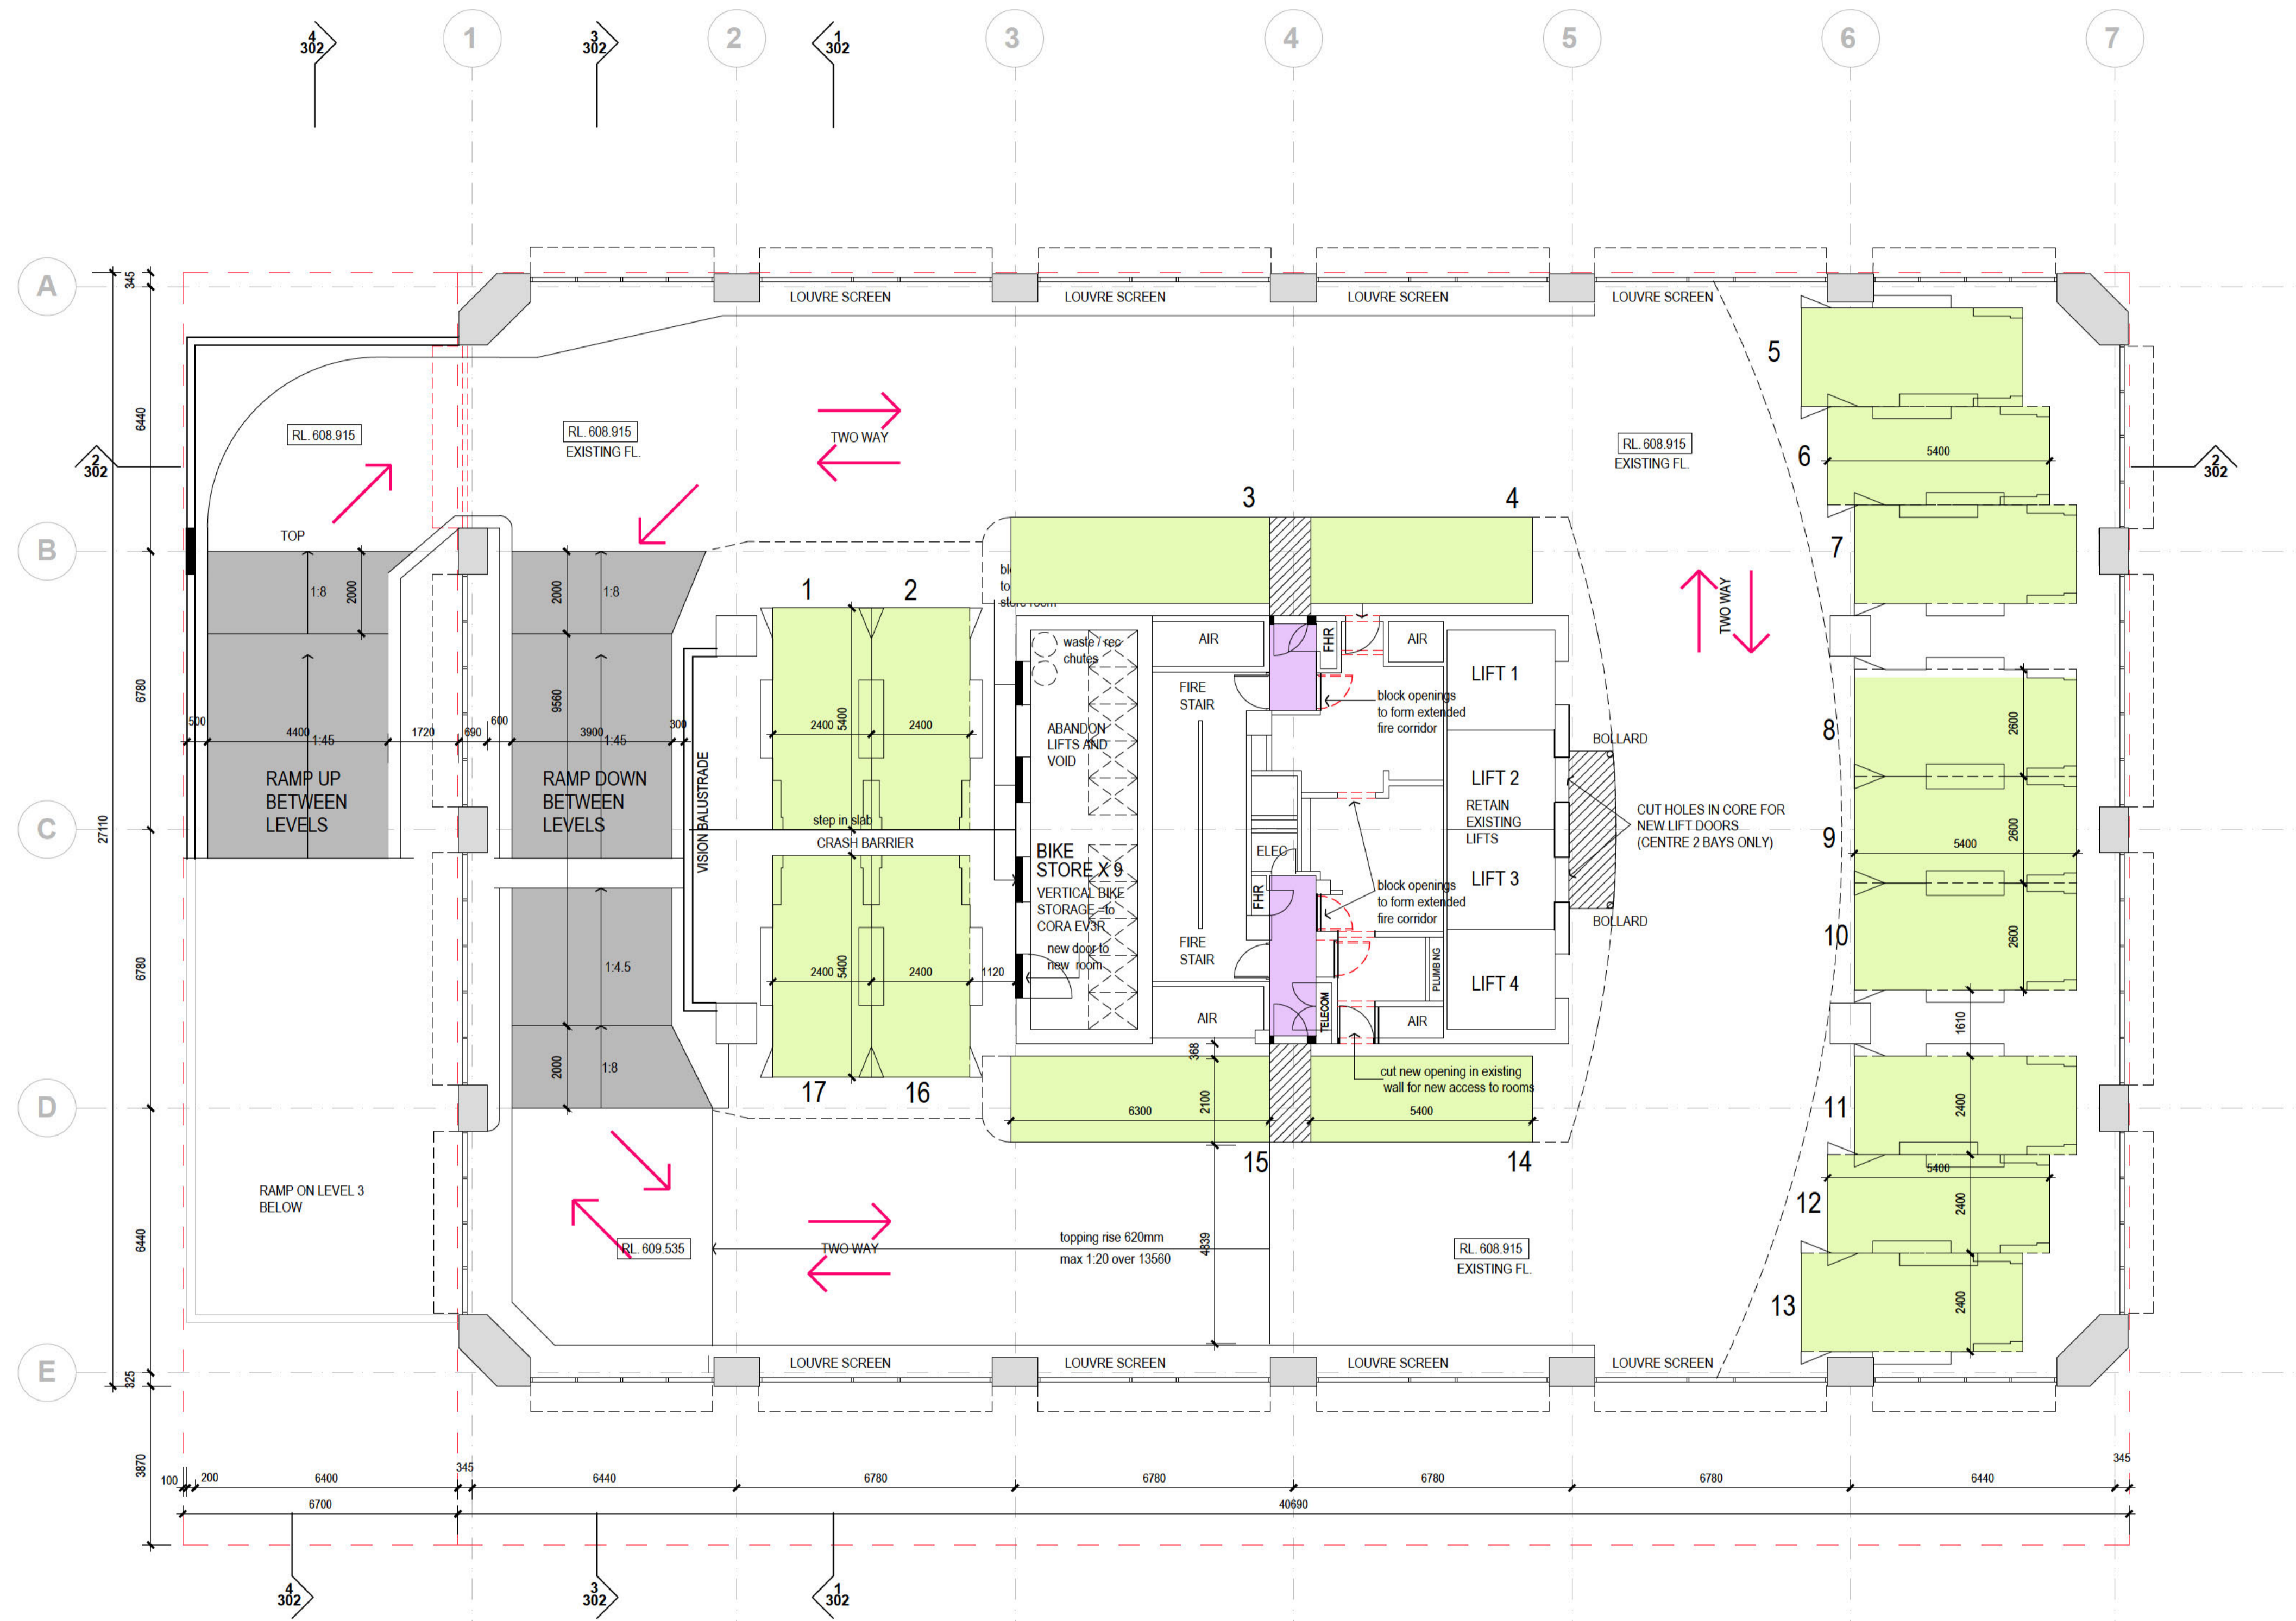 4
302
3
302
1
302
1
2
3
4
5
6
7
A
B
C
D
E
345
6440
6780
6780
6440
325
3870
27110
2
302
2
302
LOUVRE SCREEN
LOUVRE SCREEN
LOUVRE SCREEN
LOUVRE SCREEN
RL. 608.915
RL. 608.915
EXISTING FL.
TWO WAY
RL. 608.915
EXISTING FL.
TOP
1:8
2000
2000
1:8
9560
500
4400
1:45
1720
690
600
3900
1:45
300
RAMP UP
BETWEEN
LEVELS
RAMP DOWN
BETWEEN
LEVELS
1:4.5
2000
1:8
VISION BALUSTRADE
1
2
3
4
5
6
7
8
9
10
11
12
13
14
15
16
17
2400
5400
2400
step in slab
CRASH BARRIER
2400
5400
2400
1120
to
store room
waste / rec
chutes
ABANDON
LIFTS AND
VOID
BIKE
STORE X 9
VERTICAL BIKE
STORAGE -to
CORA EV3R
new door to
new room
AIR
FIRE
STAIR
FHR
AIR
block openings
to form extended
fire corridor
ELEC
FHR
block openings
to form extended
fire corridor
FIRE
STAIR
AIR
TELECOM
AIR
LIFT 1
LIFT 2
RETAIN
EXISTING
LIFTS
LIFT 3
LIFT 4
BOLLARD
BOLLARD
CUT HOLES IN CORE FOR
NEW LIFT DOORS
(CENTRE 2 BAYS ONLY)
TWO WAY
5400
2600
2600
5400
2600
1610
2400
5400
2400
2400
368
2100
6300
5400
cut new opening in existing
wall for new access to rooms
4839
RAMP ON LEVEL 3
BELOW
RL. 609.535
TWO WAY
topping rise 620mm
max 1:20 over 13560
RL. 608.915
EXISTING FL.
LOUVRE SCREEN
LOUVRE SCREEN
LOUVRE SCREEN
LOUVRE SCREEN
100
200
6400
345
6440
6780
6780
6780
6780
6440
345
6700
40690
4
302
3
302
1
302